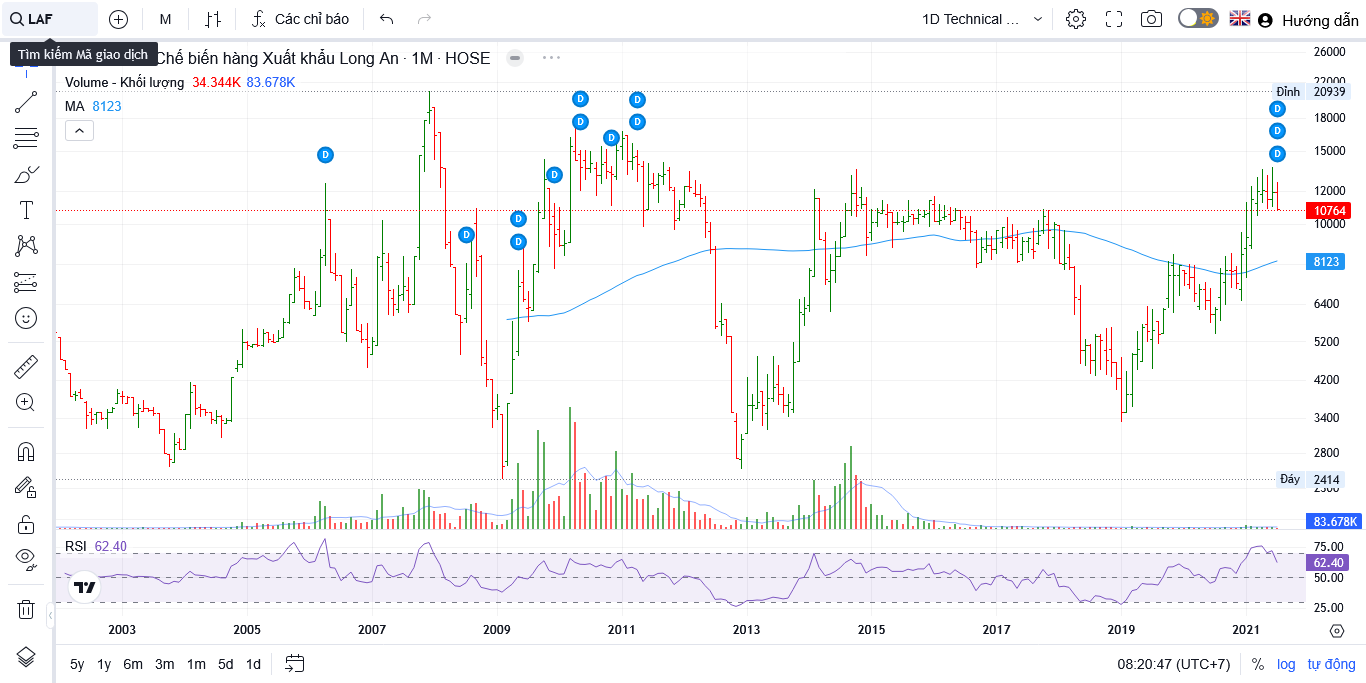 LAF
M
Các chỉ báo
1D Technical ...
Hướng dẫn
Tìm kiếm Mã giao dịch
Chế biến hàng Xuất khẩu Long An · 1M · HOSE
Volume - Khối lượng 34.344K 83.678K
MA 8123
26000
22000
Đỉnh 20939
18000
15000
12000
10764
10000
8123
6400
5200
4200
3400
2800
Đáy 2414
2300
83.678K
D
D
D
D
D
D
D
D
D
D
D
D
D
RSI 62.40
75.00
62.40
50.00
25.00
2003 2005 2007 2009 2011 2013 2015 2017 2019 2021
5y 1y 6m 3m 1m 5d 1d
08:20:47 (UTC+7) % log tự động